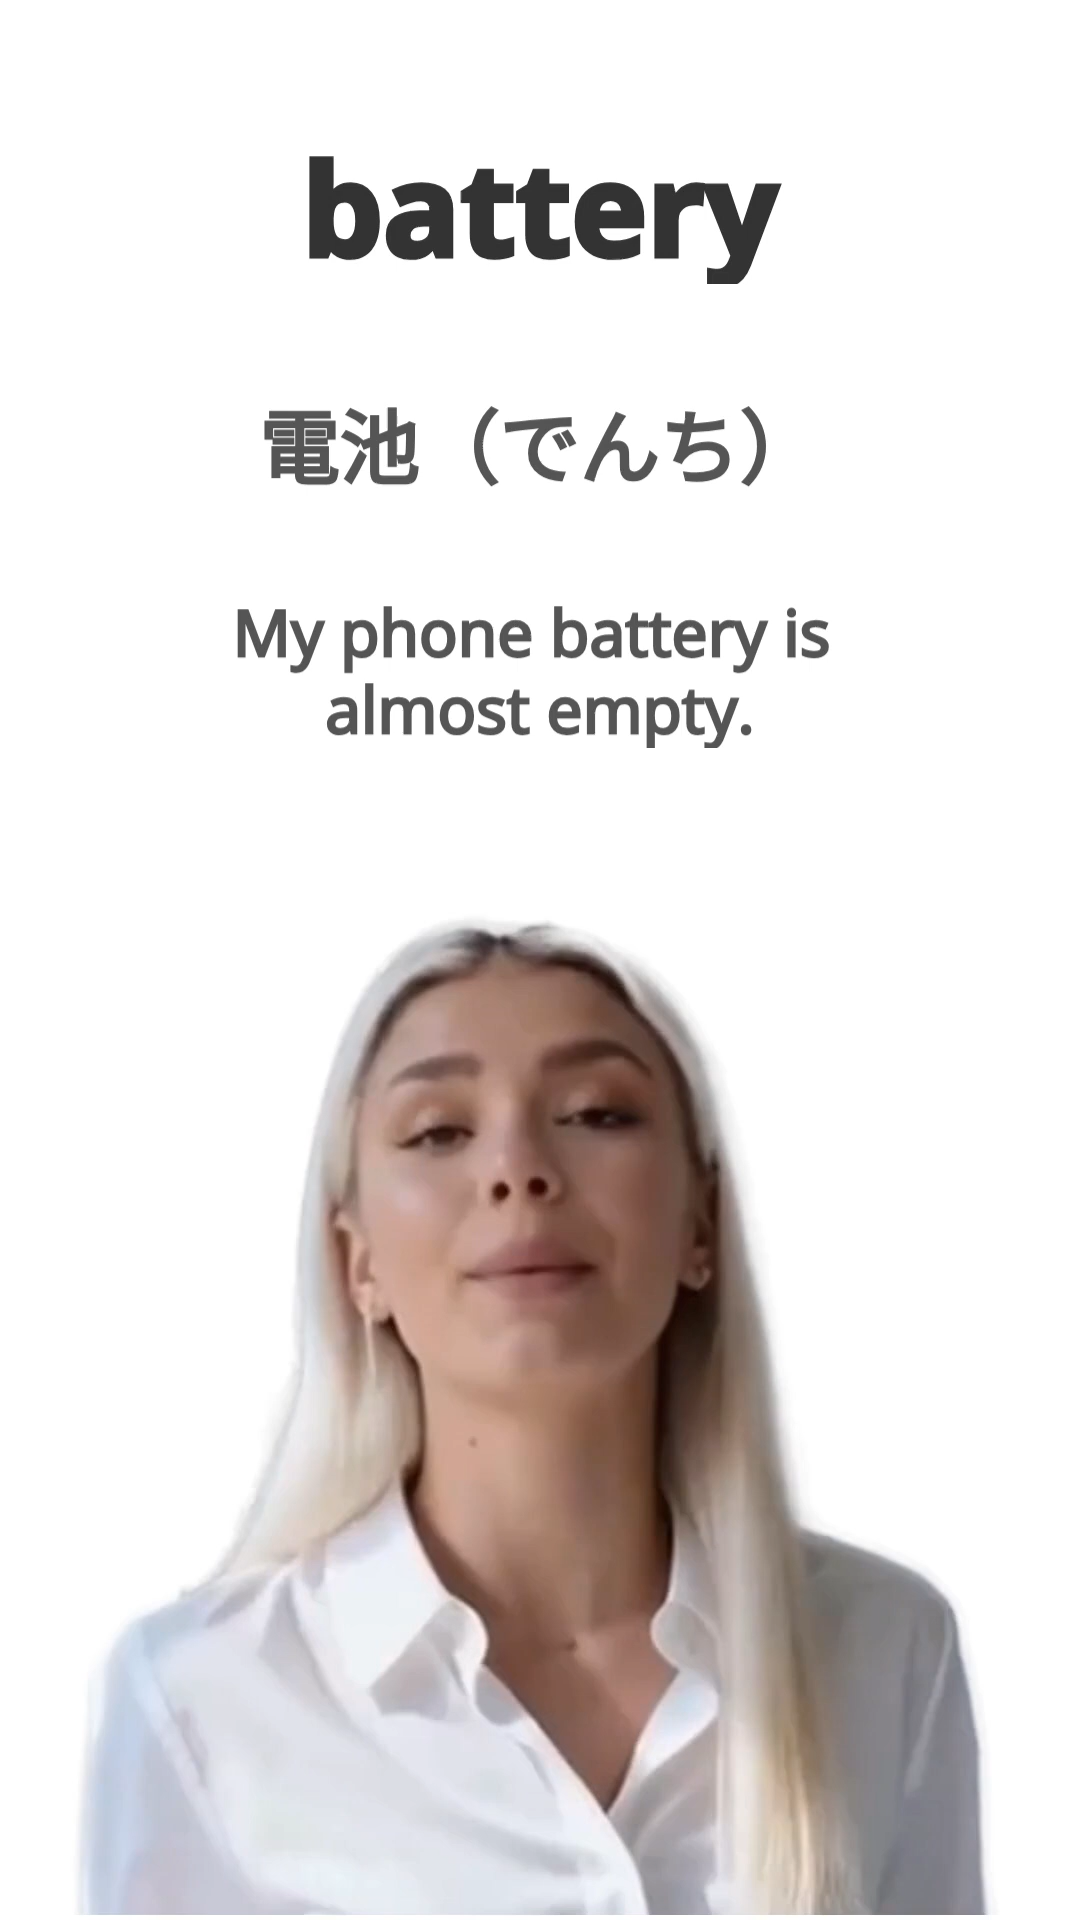 battery
電池（でんち）
My phone battery is
almost empty.